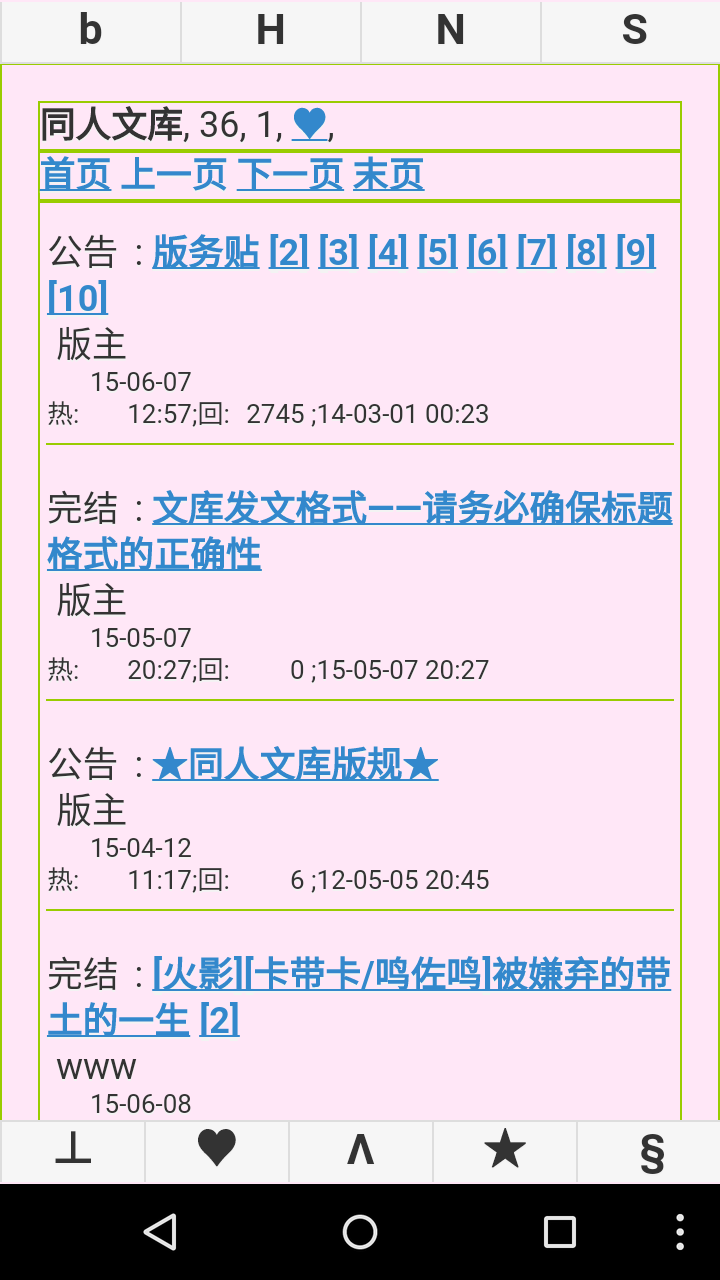 b H N S
同人文库, 36, 1, ♥,
首页 上一页 下一页 末页
公告 : 版务贴 [2] [3] [4] [5] [6] [7] [8] [9]
[10]
版主
15-06-07
热: 12:57;回: 2745 ;14-03-01 00:23
完结 : 文库发文格式——请务必确保标题
格式的正确性
版主
15-05-07
热: 20:27;回: 0 ;15-05-07 20:27
公告 : ★同人文库版规★
版主
15-04-12
热: 11:17;回: 6 ;12-05-05 20:45
完结 : [火影][卡带卡/鸣佐鸣]被嫌弃的带
土的一生 [2]
www
15-06-08
⊥ ♥ Λ ★ §